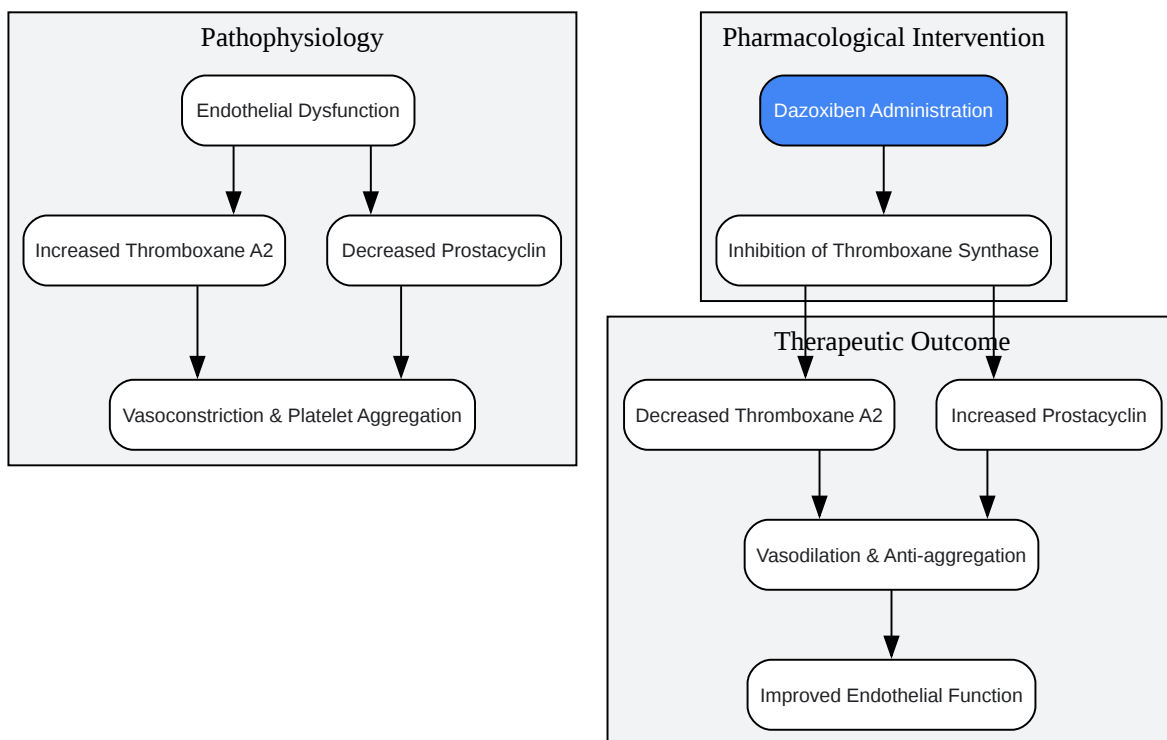 Pathophysiology
Endothelial Dysfunction
Increased Thromboxane A2
Decreased Prostacyclin
Vasoconstriction & Platelet Aggregation
Pharmacological Intervention
Dazoxiben Administration
Inhibition of Thromboxane Synthase
Therapeutic Outcome
Decreased Thromboxane A2
Increased Prostacyclin
Vasodilation & Anti-aggregation
Improved Endothelial Function